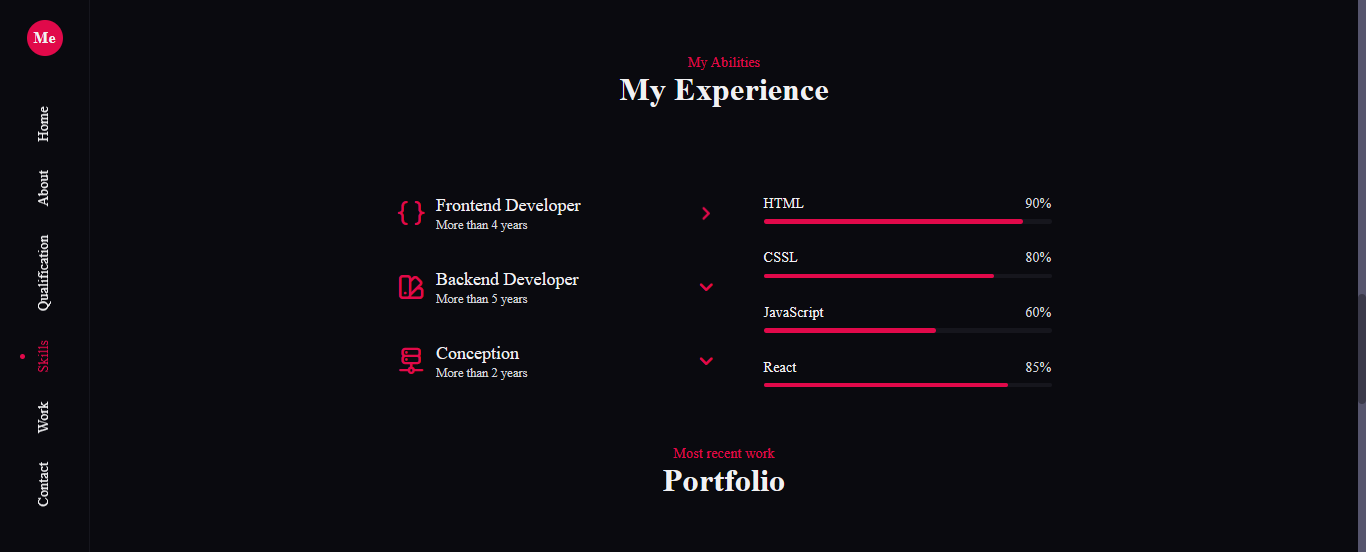 Me
Home
About
Qualification
Skills
Work
Contact
My Abilities
My Experience
Frontend Developer
More than 4 years
Backend Developer
More than 5 years
Conception
More than 2 years
HTML 90%
CSSL 80%
JavaScript 60%
React 85%
Most recent work
Portfolio